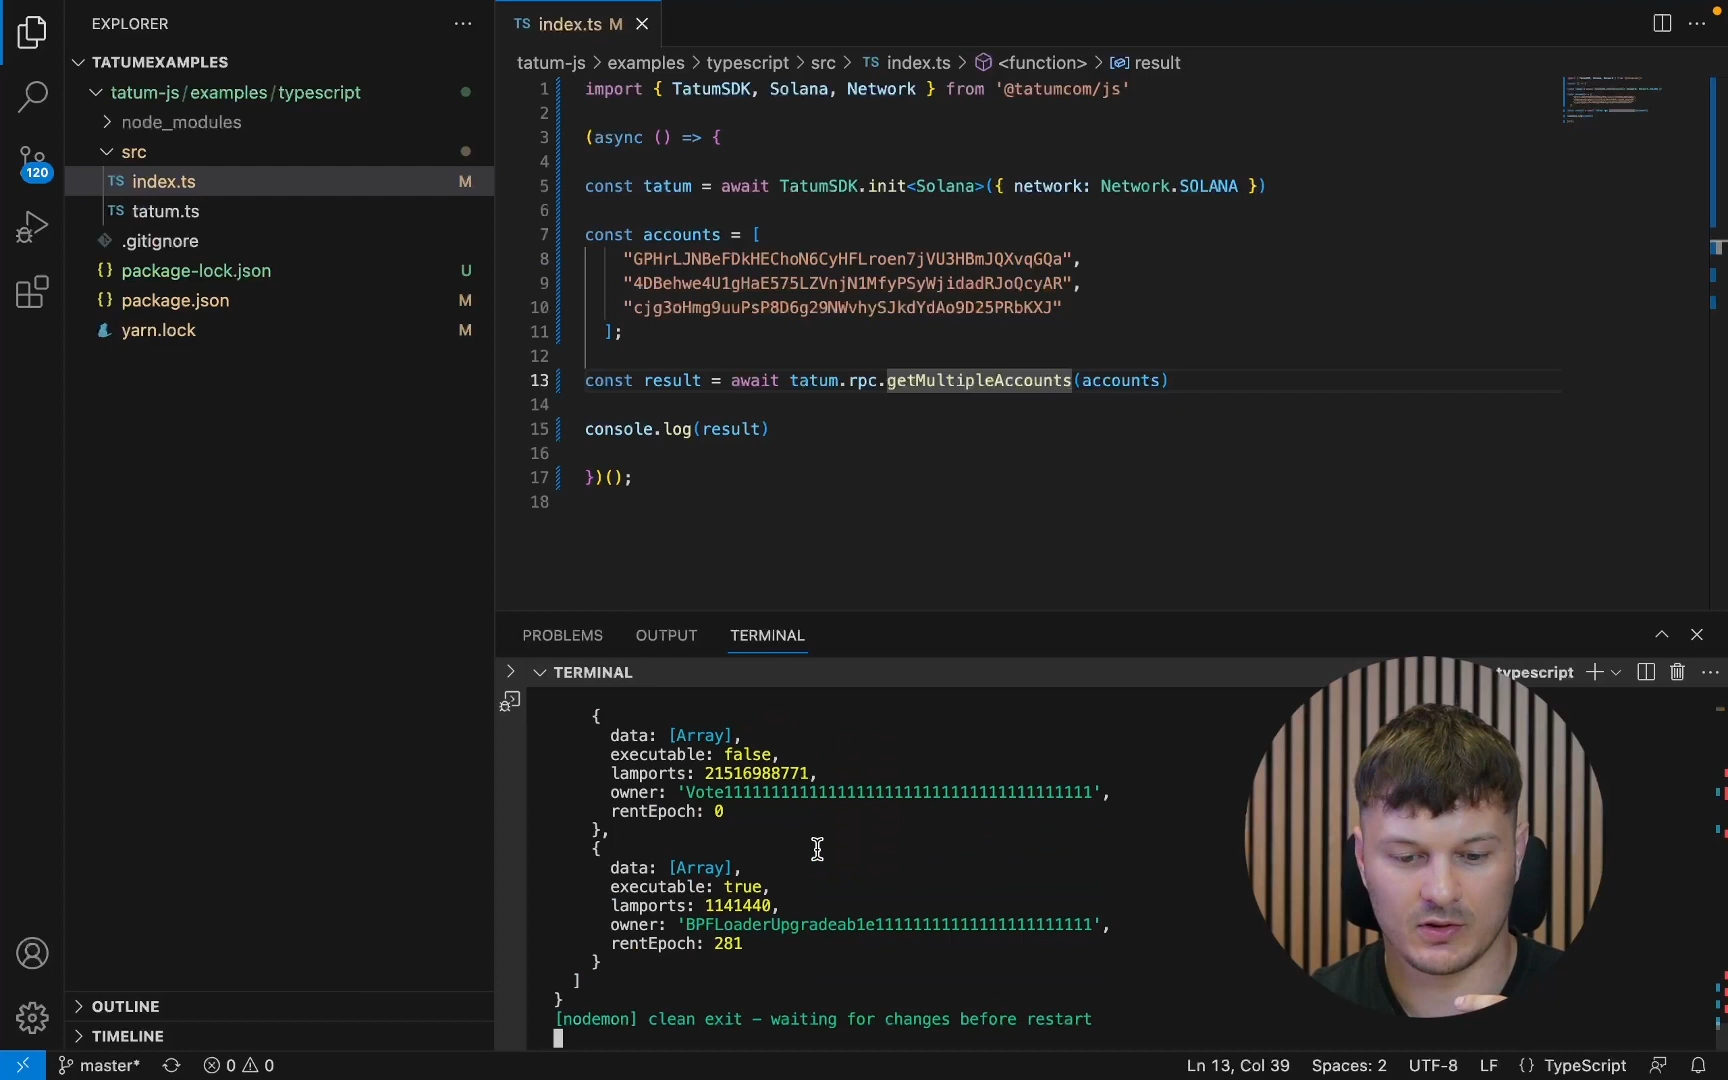 EXPLORER
TATUMEXAMPLES
tatum-js/examples/typescript
node_modules
src
TS index.ts M
TS tatum.ts
.gitignore
{} package-lock.json U
{} package.json M
yarn.lock M
OUTLINE
TIMELINE
120
TS index.ts M
tatum-js > examples > typescript > src > TS index.ts > <function> > result
1 import { TatumSDK, Solana, Network } from '@tatumcom/js'
2
3 (async () => {
4
5 const tatum = await TatumSDK.init<Solana>({ network: Network.SOLANA })
6
7 const accounts = [
8 "GPHrLJNBeFDkHEChoN6CyHFLroen7jVU3HBmJQXvqGQa",
9 "4DBehwe4U1gHaE575LZVnjN1MfyPSyWjidadRJoQcyAR",
10 "cjg3oHmg9uuPsP8D6g29NWvhySJkdYdAo9D25PRbKXJ"
11 ];
12
13 const result = await tatum.rpc.getMultipleAccounts(accounts)
14
15 console.log(result)
16
17 })();
18
PROBLEMS OUTPUT TERMINAL
TERMINAL
typescript
{
data: [Array],
executable: false,
lamports: 21516988771,
owner: 'Vote111111111111111111111111111111111111111',
rentEpoch: 0
},
{
data: [Array],
executable: true,
lamports: 1141440,
owner: 'BPFLoaderUpgradeab1e11111111111111111111111',
rentEpoch: 281
}
]
}
[nodemon] clean exit - waiting for changes before restart
master* 0 0 Ln 13, Col 39 Spaces: 2 UTF-8 LF {} TypeScript